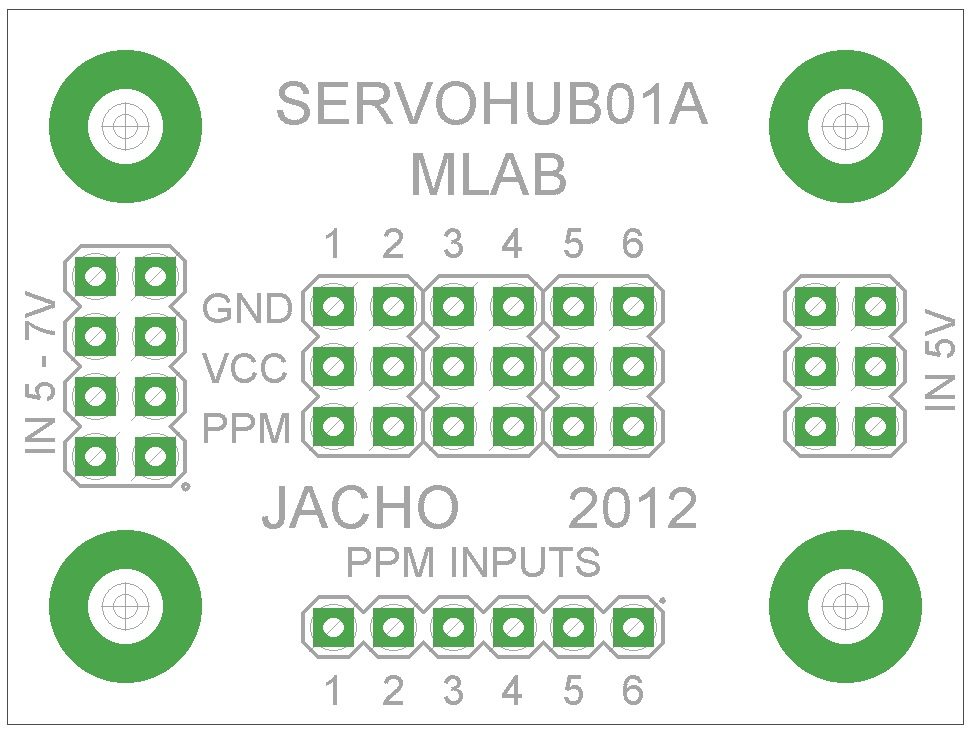 SERVOHUB01A
MLAB
1 2 3 4 5 6
IN 5 - 7V
GND
VCC
PPM
IN 5V
JACHO 2012
PPM INPUTS
1 2 3 4 5 6